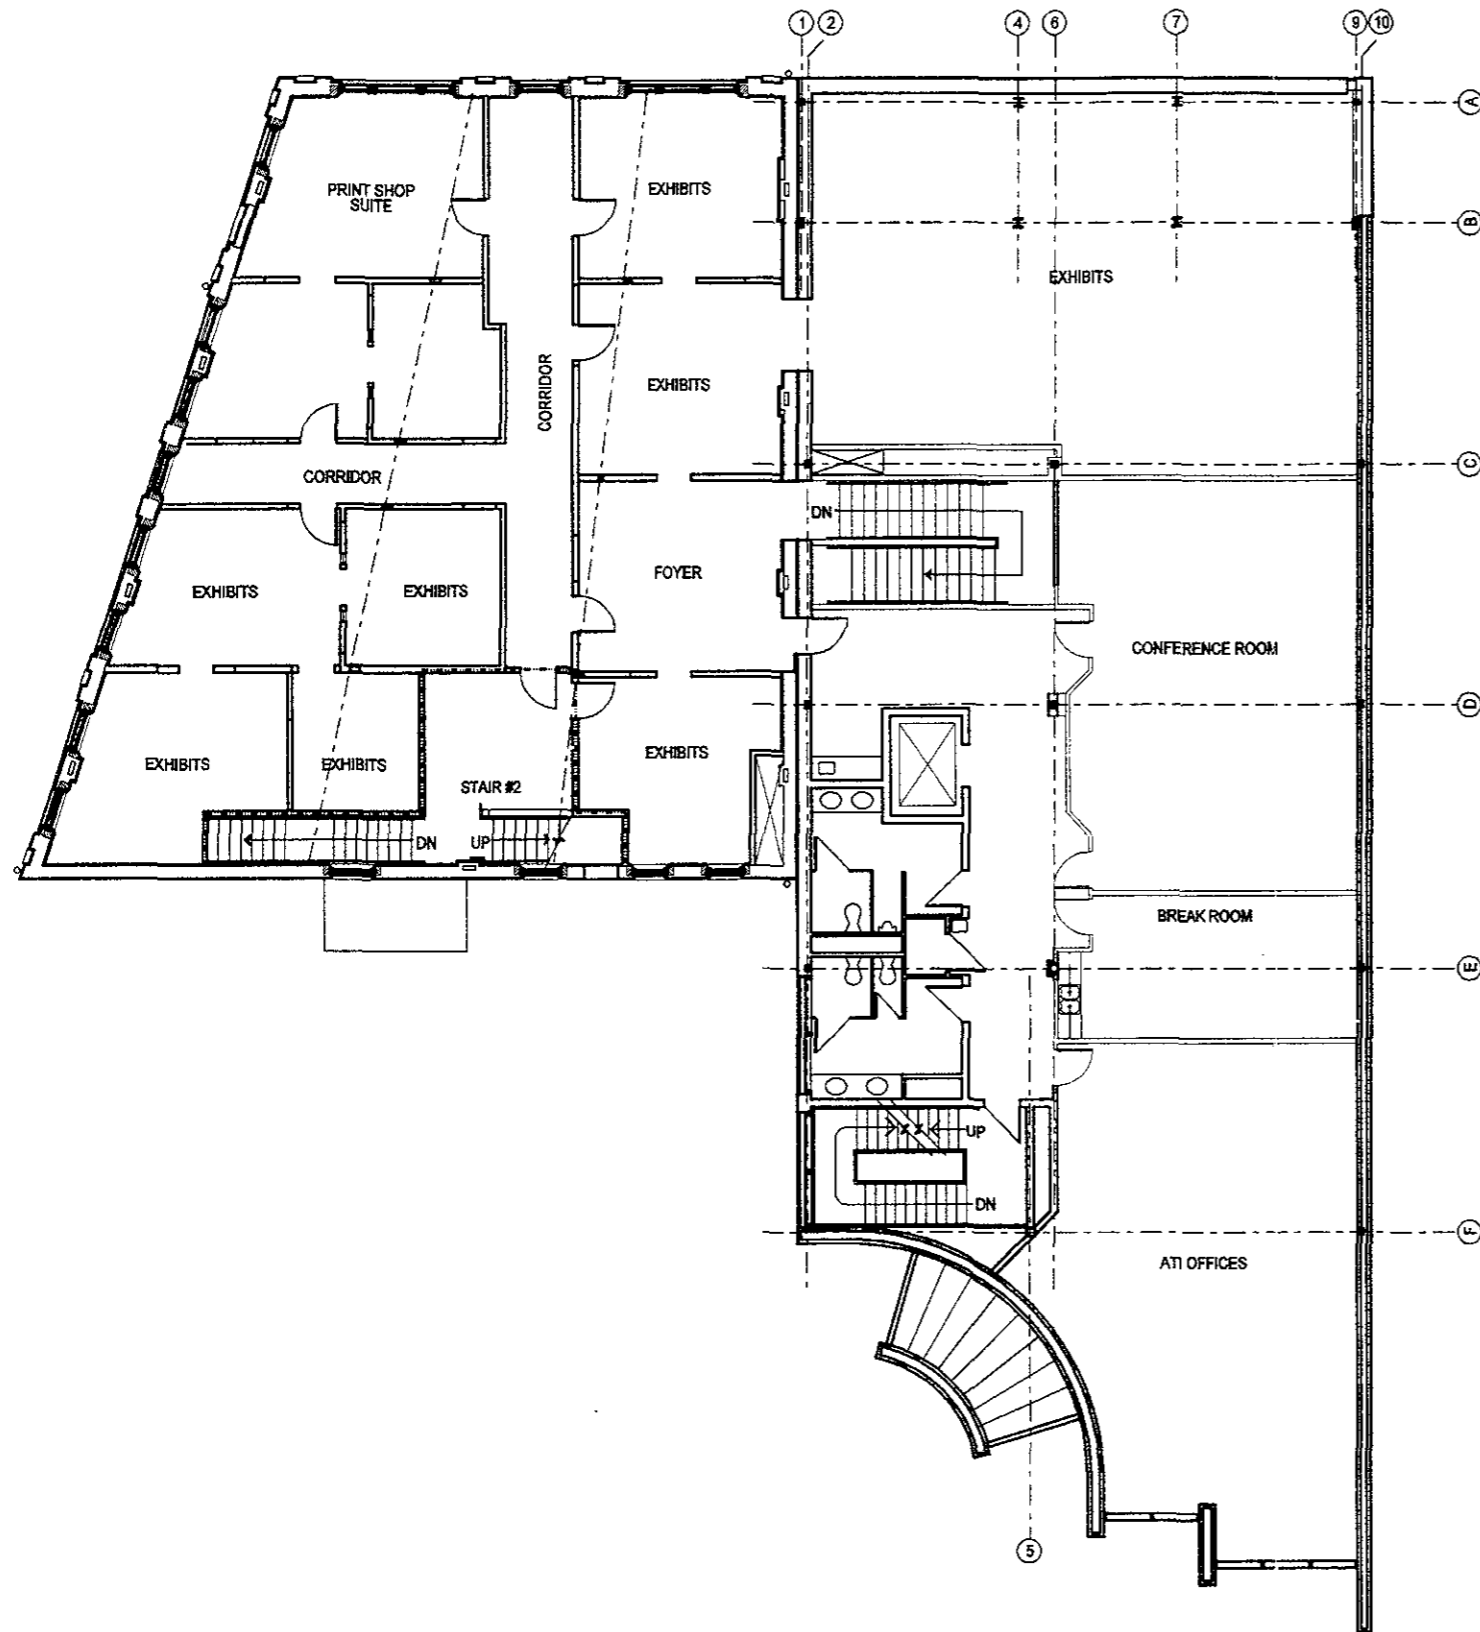 1 2 4 6 7 9 10
A
PRINT SHOP
SUITE
EXHIBITS
B
EXHIBITS
CORRIDOR
EXHIBITS
C
CORRIDOR
DN
FOYER
EXHIBITS
EXHIBITS
CONFERENCE ROOM
D
EXHIBITS
EXHIBITS
EXHIBITS
STAIR #2
DN
UP
BREAK ROOM
E
UP
DN
F
ATI OFFICES
5